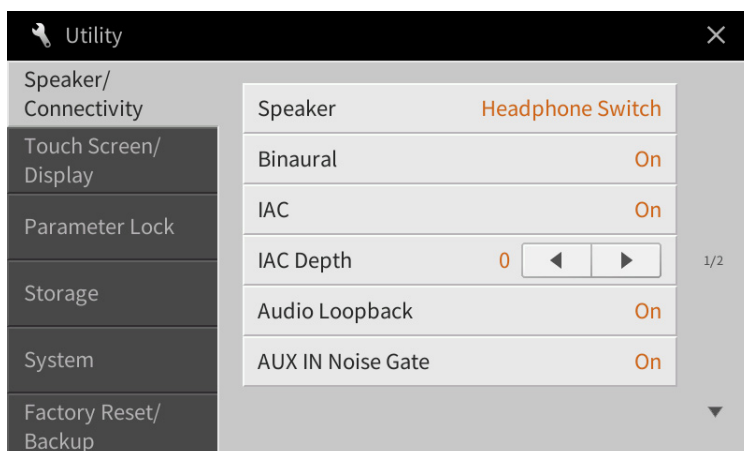 Utility
Speaker/
Connectivity
Touch Screen/
Display
Parameter Lock
Storage
System
Factory Reset/
Backup
Speaker Headphone Switch
Binaural On
IAC On
IAC Depth 0
Audio Loopback On
AUX IN Noise Gate On
1/2